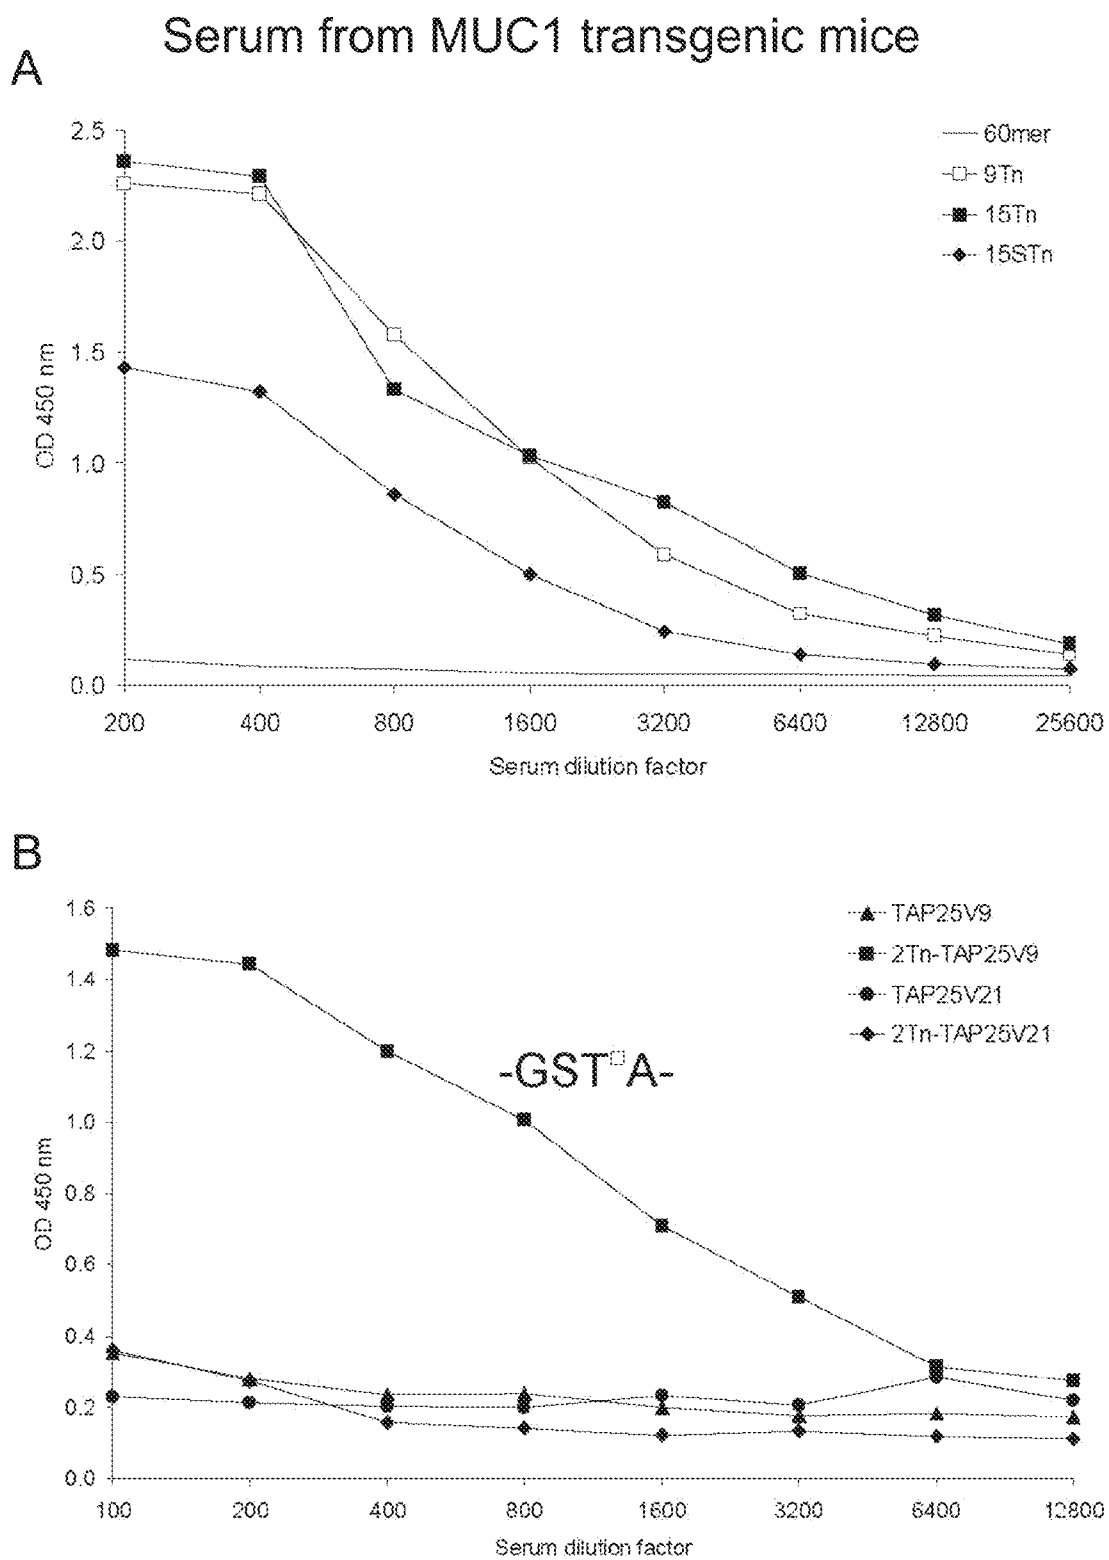 Serum from MUC1 transgenic mice
A
60mer
9Tn
15Tn
15STn
2.5
2.0
1.5
1.0
0.5
0.0
OD 450 nm
200 400 800 1600 3200 6400 12800 25600
Serum dilution factor
B
TAP25V9
2Tn-TAP25V9
TAP25V21
2Tn-TAP25V21
-GST□A-
1.6
1.4
1.2
1.0
0.8
0.6
0.4
0.2
0.0
OD 450 nm
100 200 400 800 1600 3200 6400 12800
Serum dilution factor